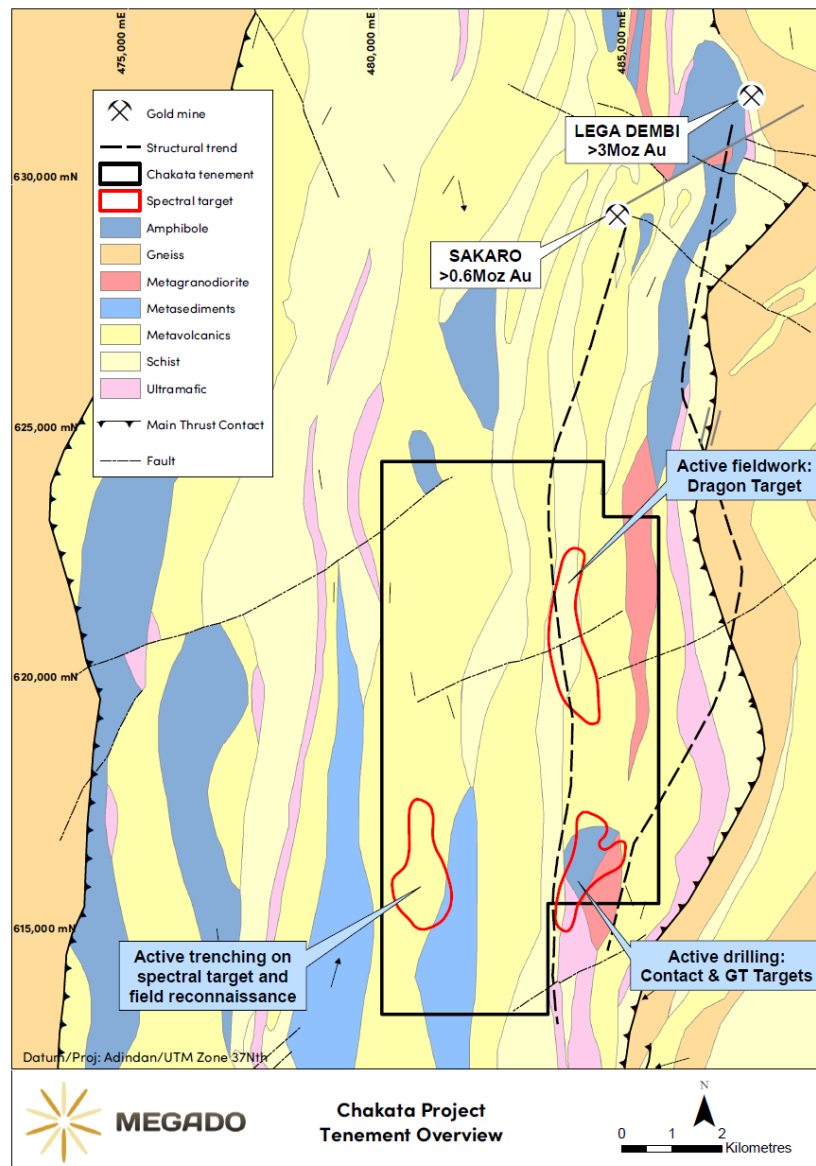 475,000 mE
480,000 mE
485,000 mE
630,000 mN
625,000 mN
620,000 mN
615,000 mN
Gold mine
Structural trend
Chakata tenement
Spectral target
Amphibole
Gneiss
Metagranodiorite
Metasediments
Metavolcanics
Schist
Ultramafic
Main Thrust Contact
Fault
LEGA DEMBI
>3Moz Au
SAKARO
>0.6Moz Au
Active fieldwork:
Dragon Target
Active trenching on
spectral target and
field reconnaissance
Active drilling:
Contact & GT Targets
Datum/Proj: Adindan/UTM Zone 37Nth
MEGADO
Chakata Project
Tenement Overview
N
0 1 2
Kilometres